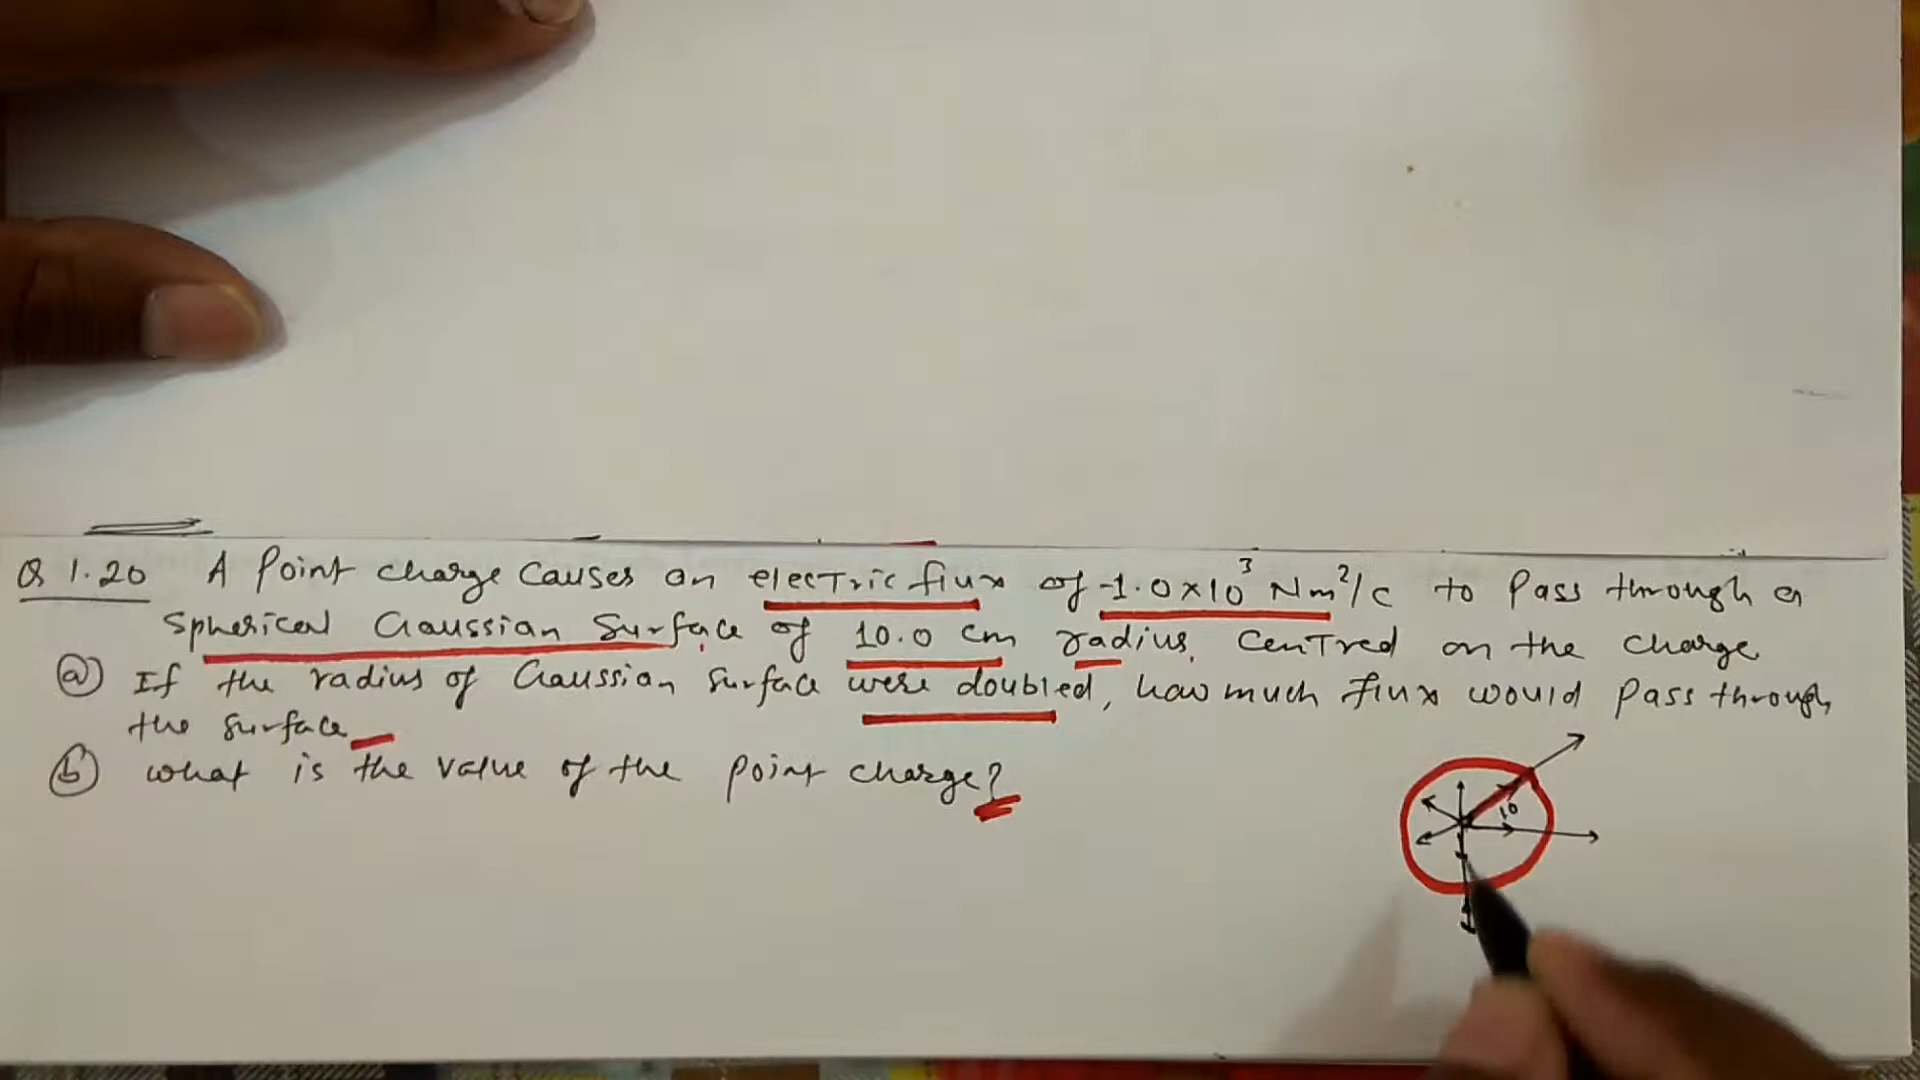 Q 1.20 A point charge causes an electric flux of -1.0×10³ Nm²/C to pass through a
spherical Gaussian surface of 10.0 cm radius, centred on the charge
(a) If the radius of Gaussian surface were doubled, how much flux would pass through
the surface
(b) what is the value of the point charge?
10